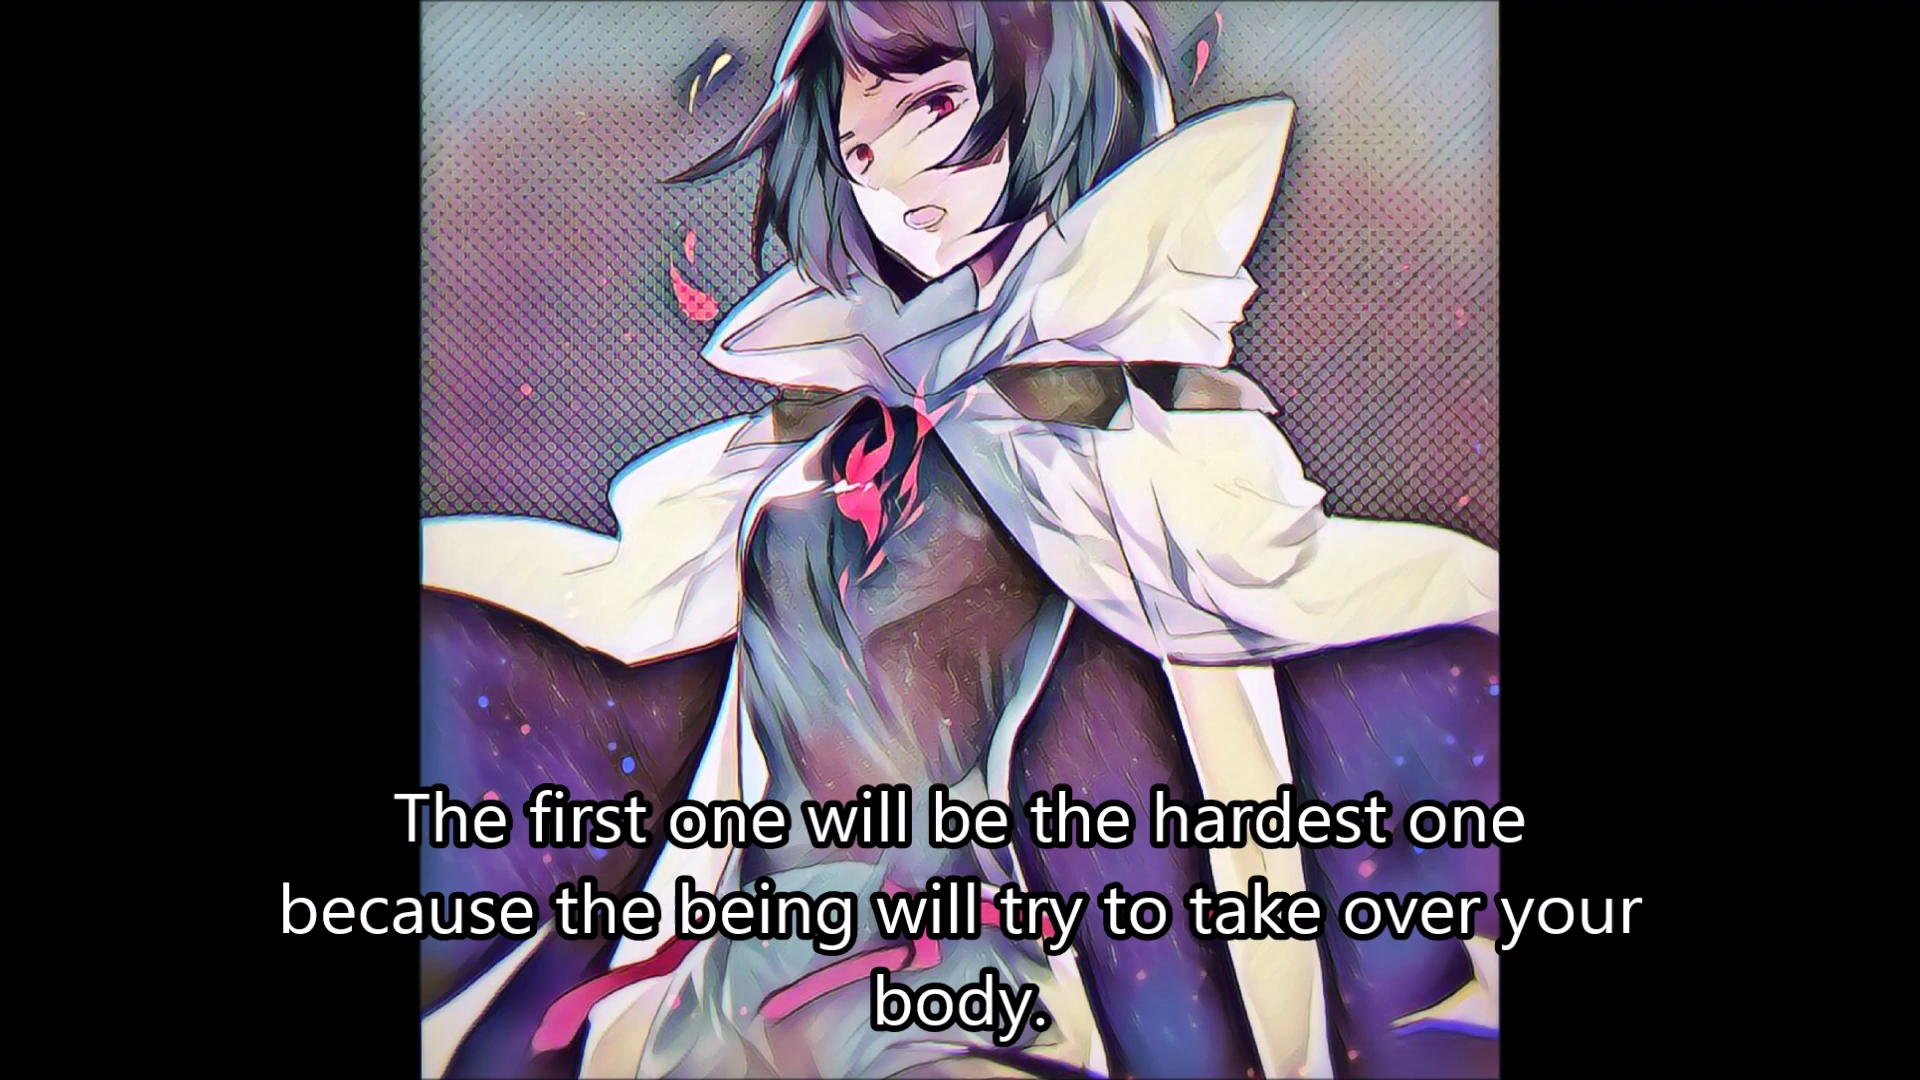 The first one will be the hardest one
because the being will try to take over your
body.